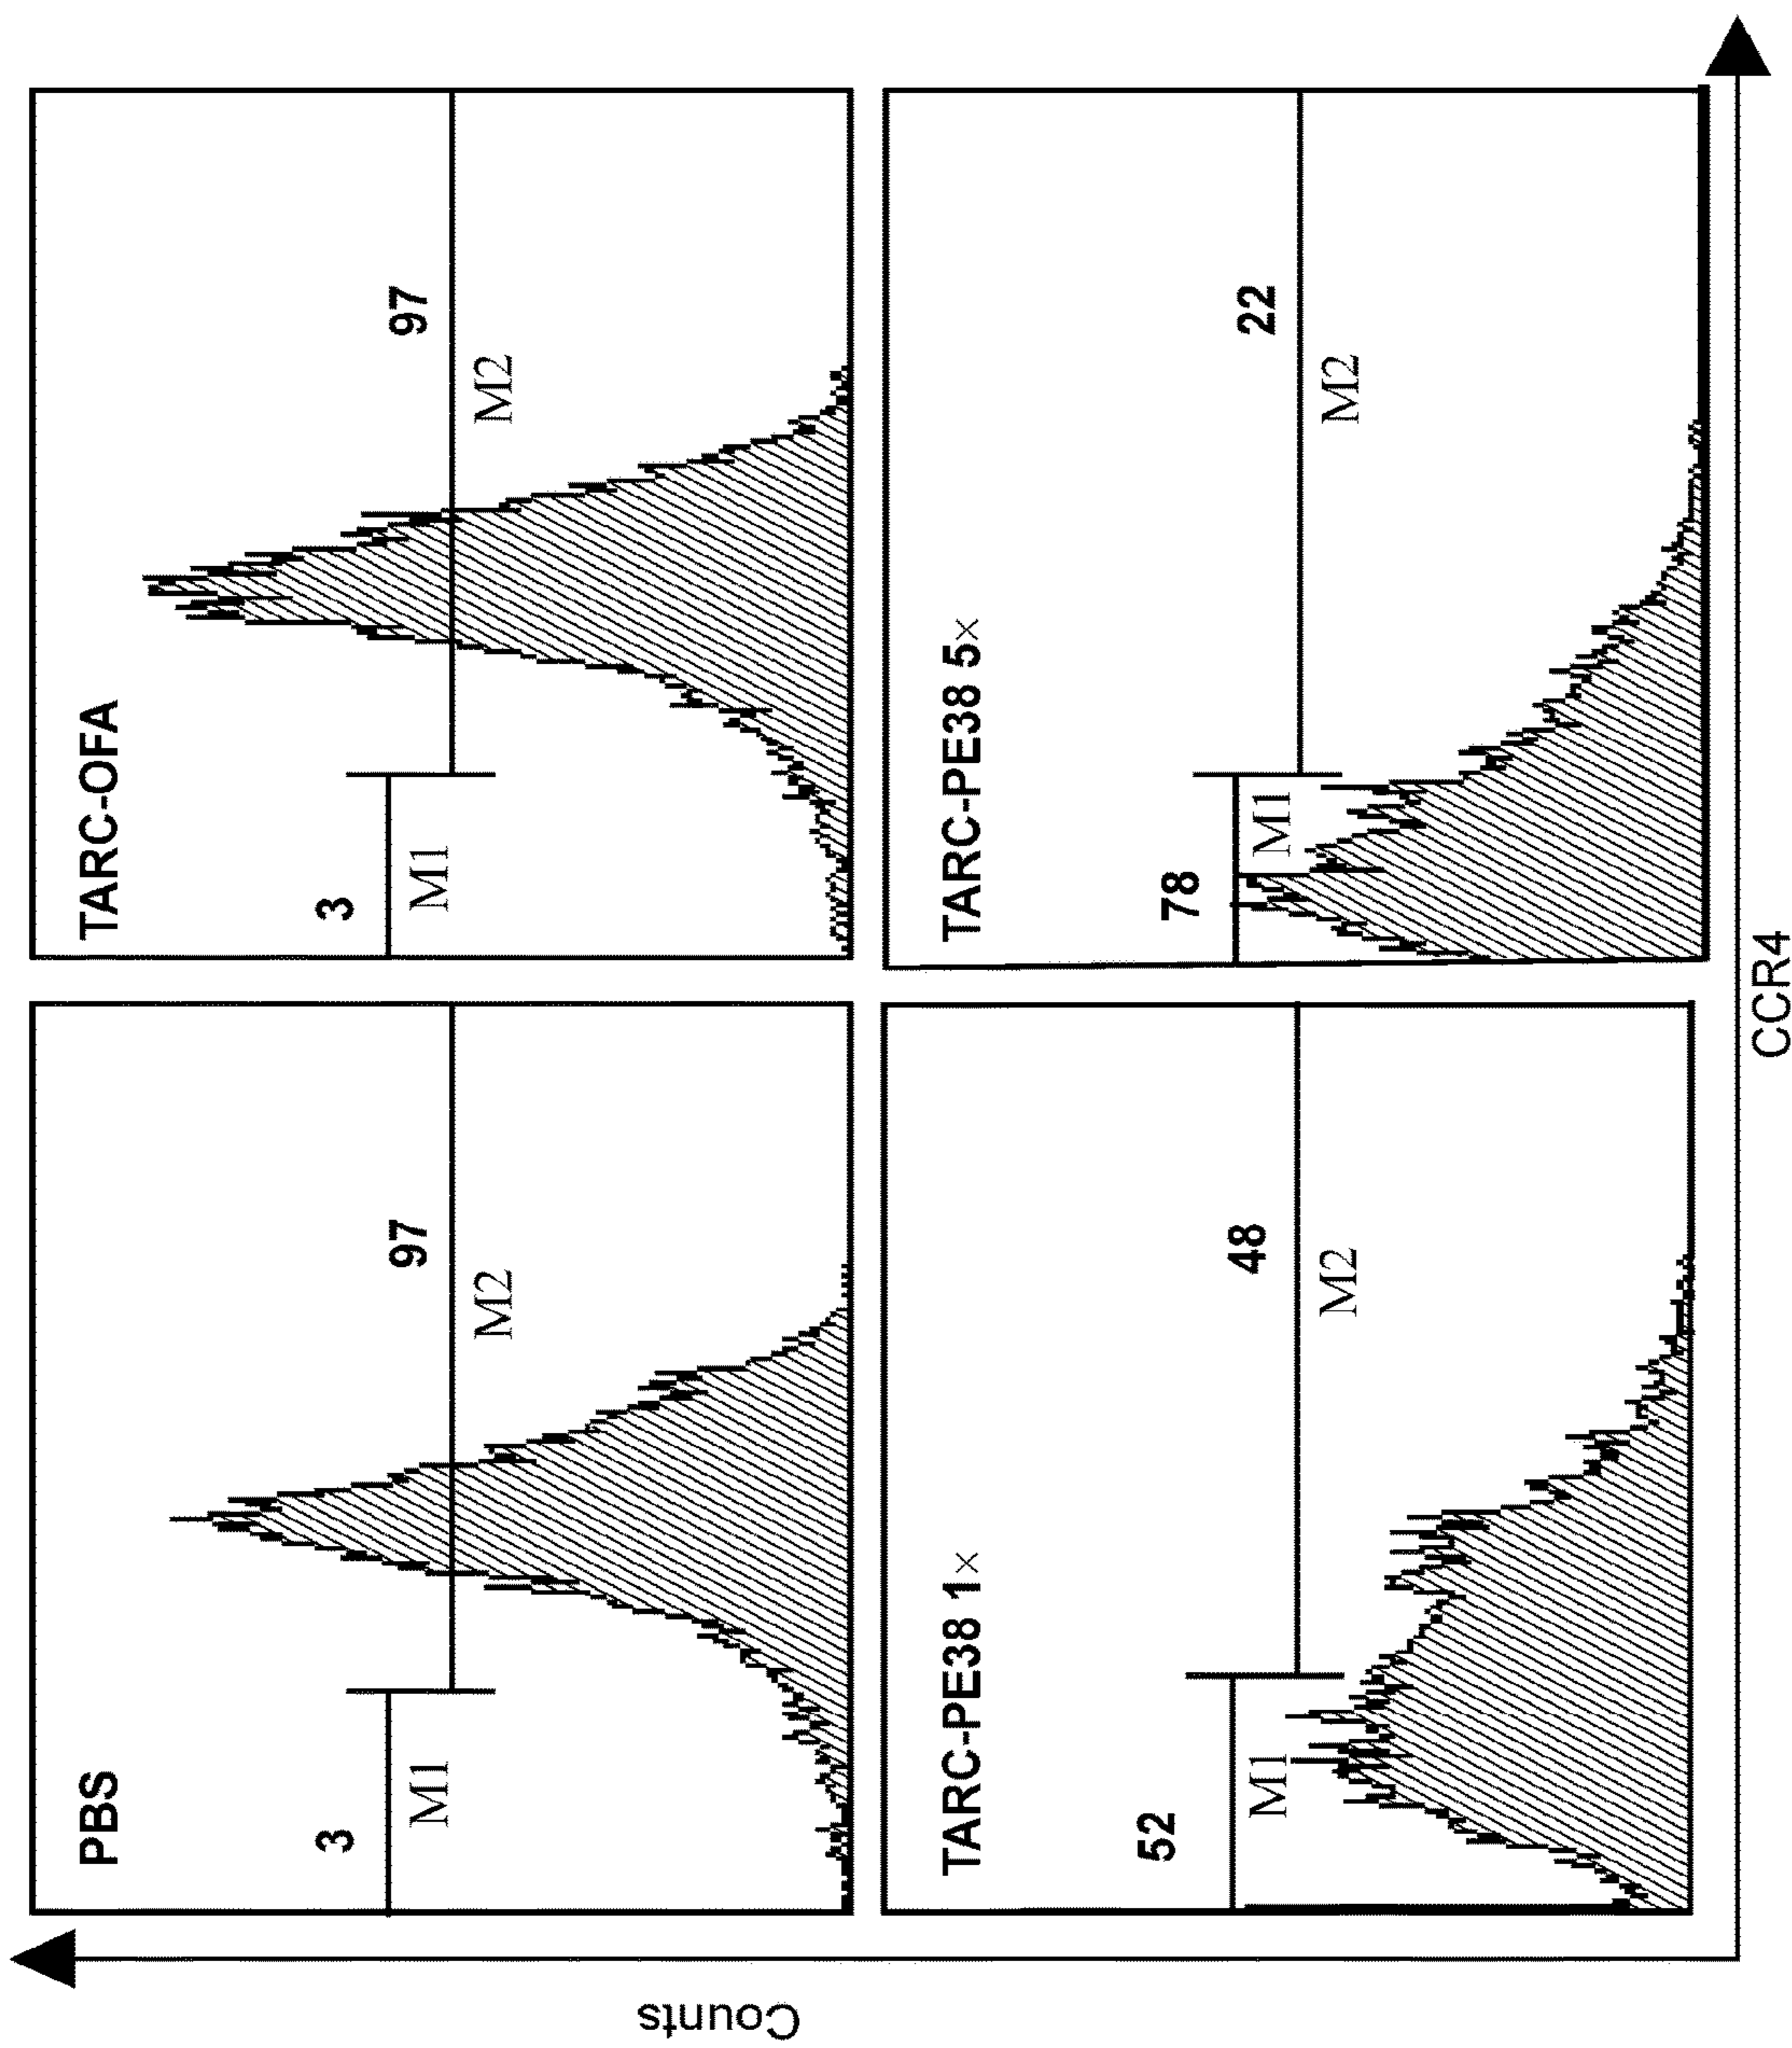 PBS
3
97
M1
M2
TARC-OFA
3
97
M1
M2
TARC-PE38 1×
52
48
M1
M2
TARC-PE38 5×
78
22
M1
M2
Counts
CCR4